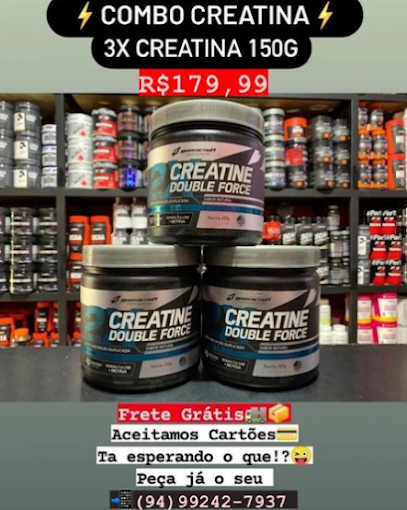 ⚡COMBO CREATINA⚡
3X CREATINA 150G
R$179,99
CREATINE
DOUBLE FORCE
CREATINE
DOUBLE FORCE
CREATINE
DOUBLE FORCE
Frete Grátis🚚📦
Aceitamos Cartões💳
Ta esperando o que!?😜
Peça já o seu
📲(94)99242-7937